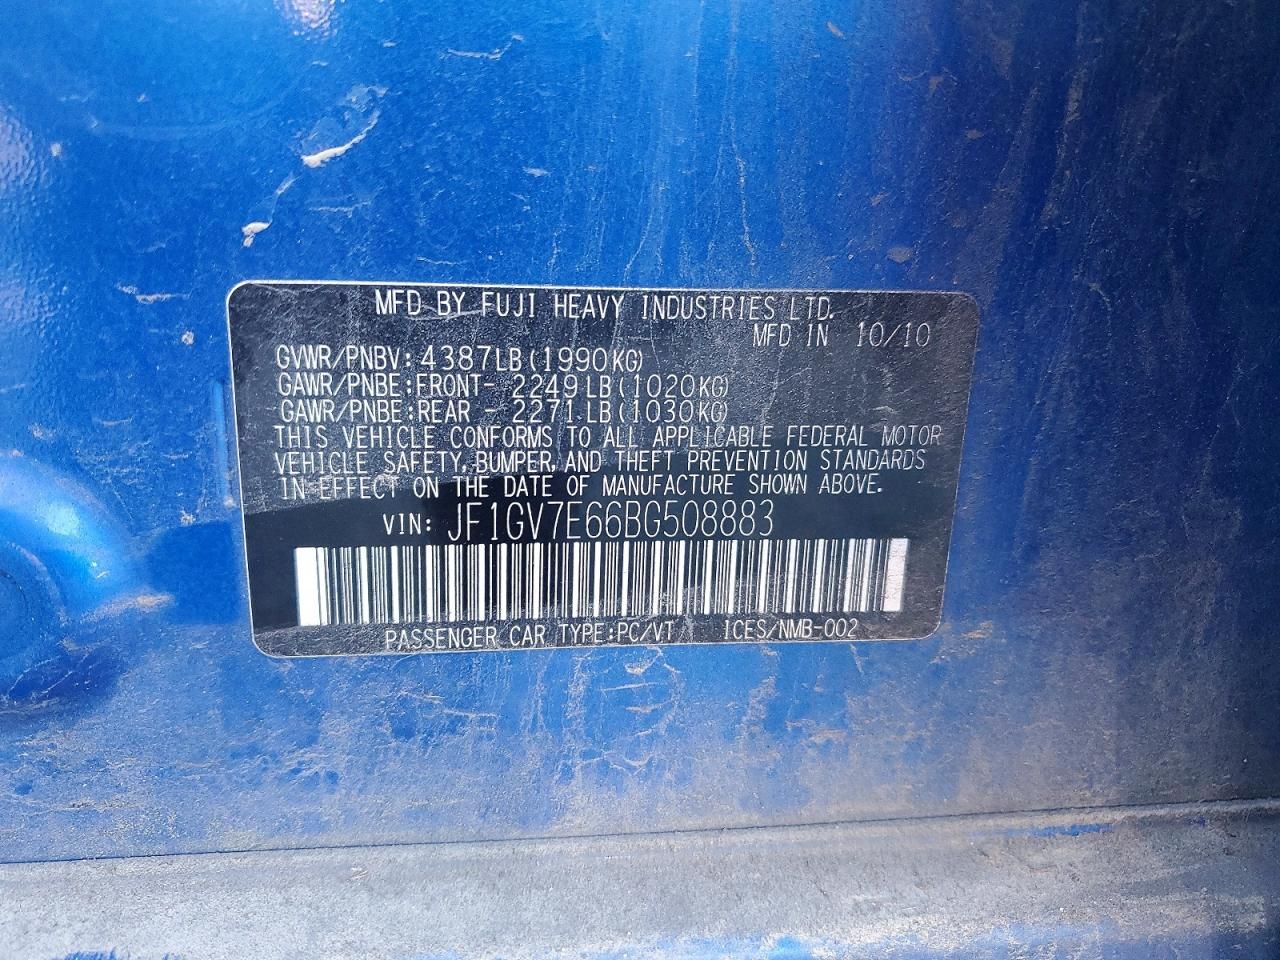 MFD BY FUJI HEAVY INDUSTRIES LTD.
MFD IN 10/10
GVWR/PNBV: 4387LB(1990KG)
GAWR/PNBE:FRONT- 2249LB(1020KG)
GAWR/PNBE:REAR - 2271LB(1030KG)
THIS VEHICLE CONFORMS TO ALL APPLICABLE FEDERAL MOTOR
VEHICLE SAFETY,BUMPER,AND THEFT PREVENTION STANDARDS
IN EFFECT ON THE DATE OF MANUFACTURE SHOWN ABOVE.
VIN: JF1GV7E66BG508883
PASSENGER CAR TYPE:PC/VT ICES/NMB-002